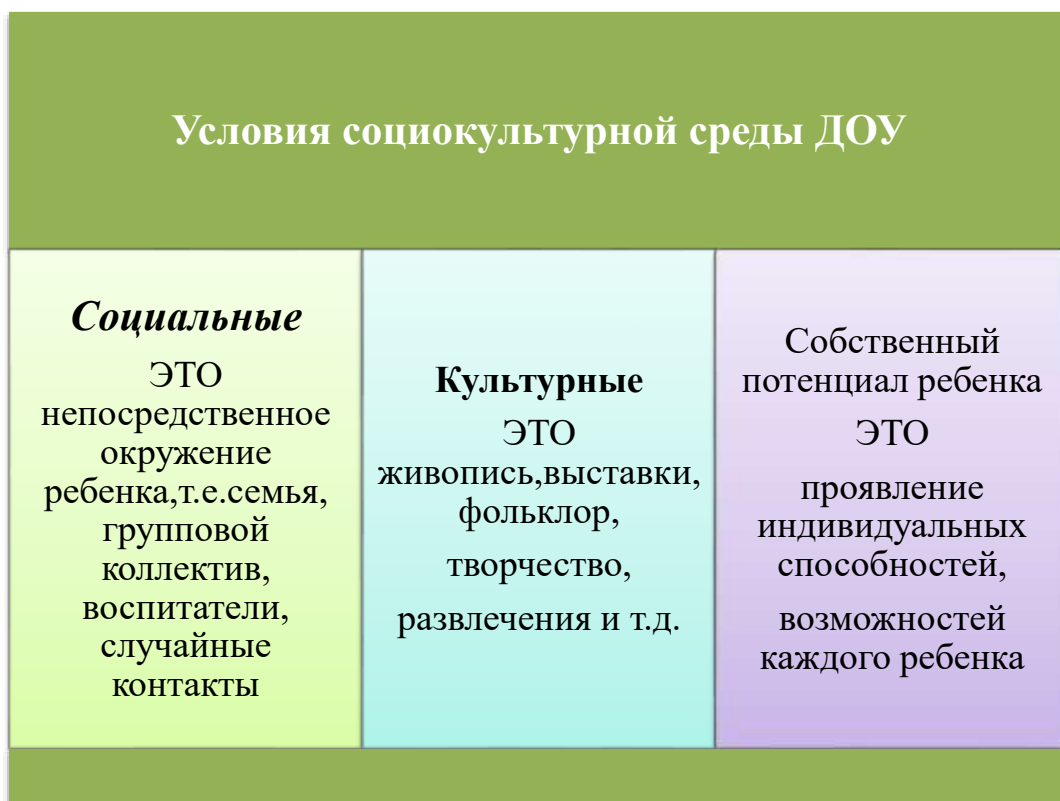 Условия социокультурной среды ДОУ
Социальные
ЭТО
непосредственное
окружение
ребенка,т.е.семья,
групповой
коллектив,
воспитатели,
случайные
контакты
Культурные
ЭТО
живопись,выставки,
фольклор,
творчество,
развлечения и т.д.
Собственный
потенциал ребенка
ЭТО
проявление
индивидуальных
способностей,
возможностей
каждого ребенка